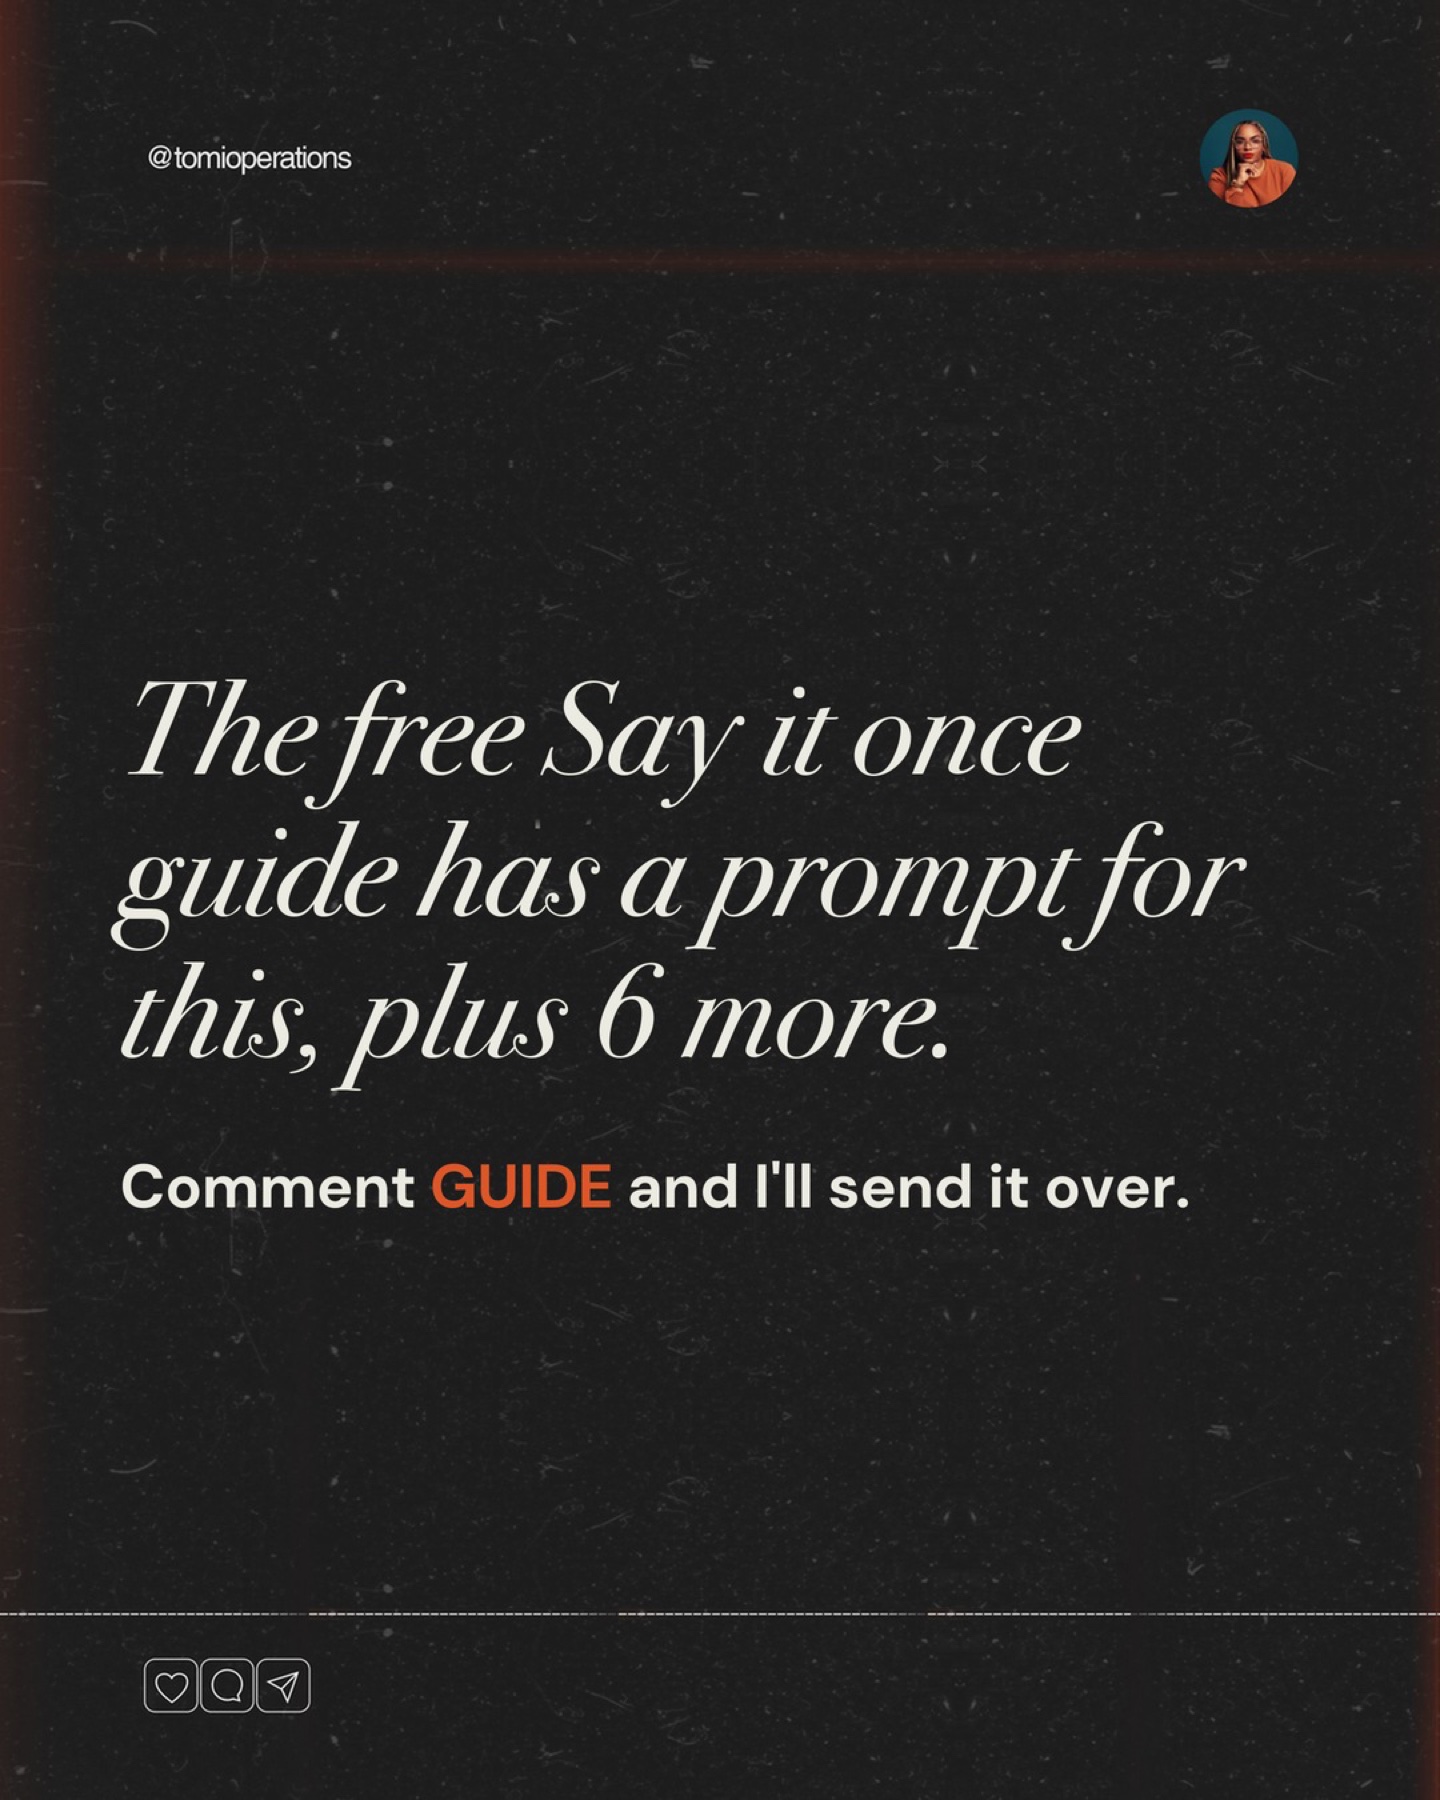 @tomioperations
The free Say it once
guide has a prompt for
this, plus 6 more.
Comment GUIDE and I'll send it over.